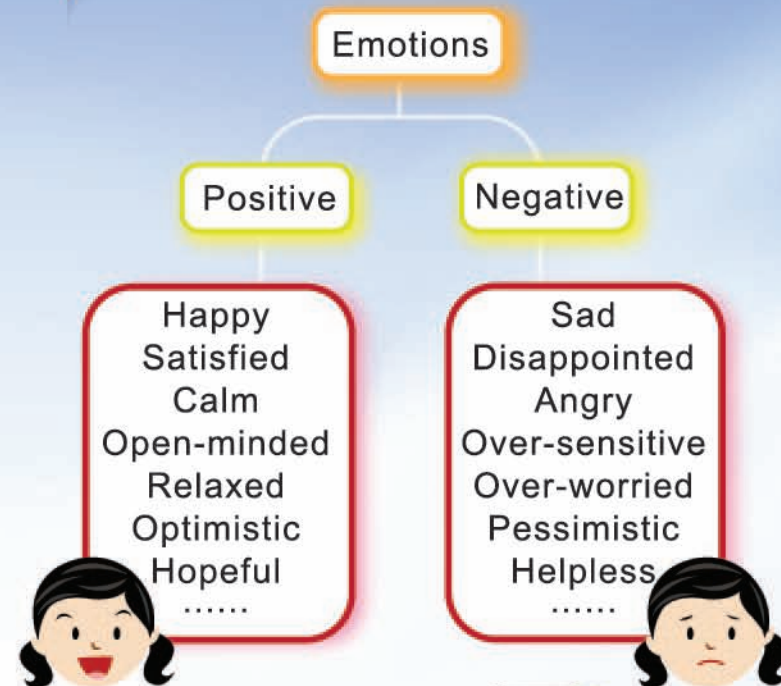 Emotions
Positive
Negative
Happy
Satisfied
Calm
Open-minded
Relaxed
Optimistic
Hopeful
......
Sad
Disappointed
Angry
Over-sensitive
Over-worried
Pessimistic
Helpless
......